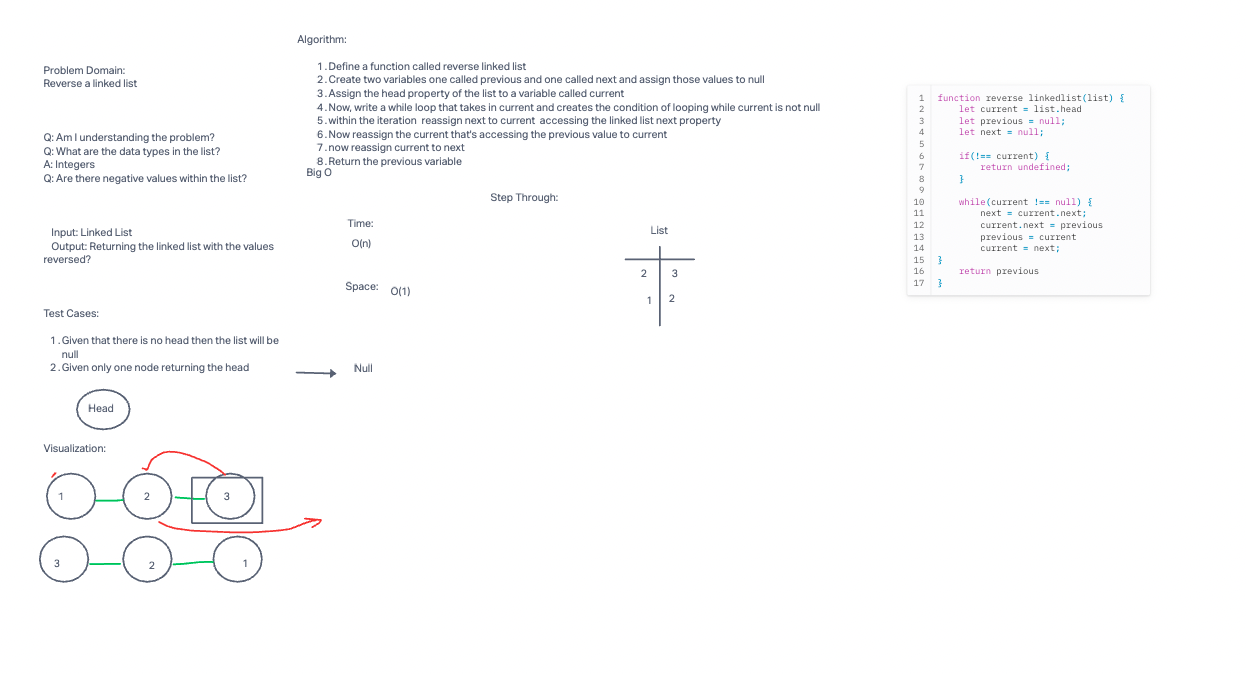 Problem Domain:
Reverse a linked list
Q: Am I understanding the problem?
Q: What are the data types in the list?
A: Integers
Q: Are there negative values within the list?
Input: Linked List
Output: Returning the linked list with the values
reversed?
Test Cases:
1. Given that there is no head then the list will be
null
2. Given only one node returning the head
Head
Null
Visualization:
1 2 3
3 2 1
Algorithm:
1. Define a function called reverse linked list
2. Create two variables one called previous and one called next and assign those values to null
3. Assign the head property of the list to a variable called current
4. Now, write a while loop that takes in current and creates the condition of looping while current is not null
5. within the iteration reassign next to current accessing the linked list next property
6. Now reassign the current that's accessing the previous value to current
7. now reassign current to next
8. Return the previous variable
Big O
Time:
O(n)
Space: O(1)
Step Through:
List
2 3
1 2
1 function reverse linkedlist(list) {
2 let current = list.head
3 let previous = null;
4 let next = null;
5
6 if(!== current) {
7 return undefined;
8 }
9
10 while(current !== null) {
11 next = current.next;
12 current.next = previous
13 previous = current
14 current = next;
15 }
16 return previous
17 }